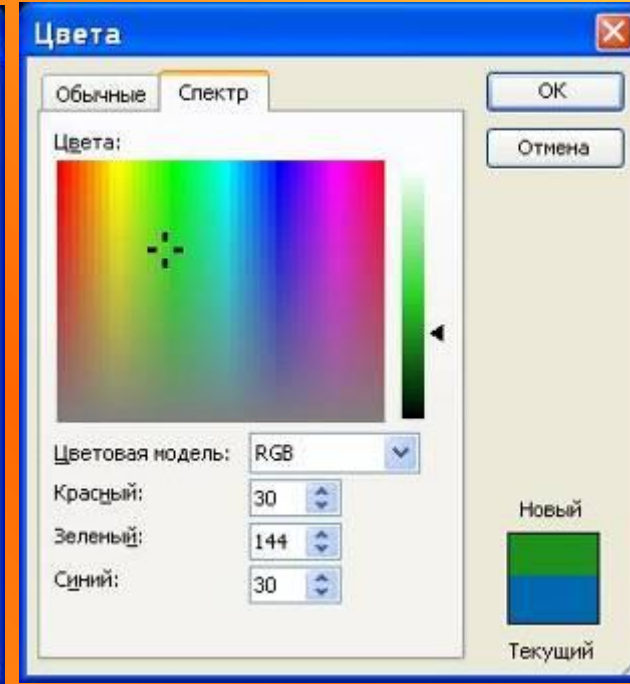 Цвета
Обычные
Спектр
OK
Отмена
Цвета:
Цветовая модель: RGB
Красный: 30
Зеленый: 144
Синий: 30
Новый
Текущий